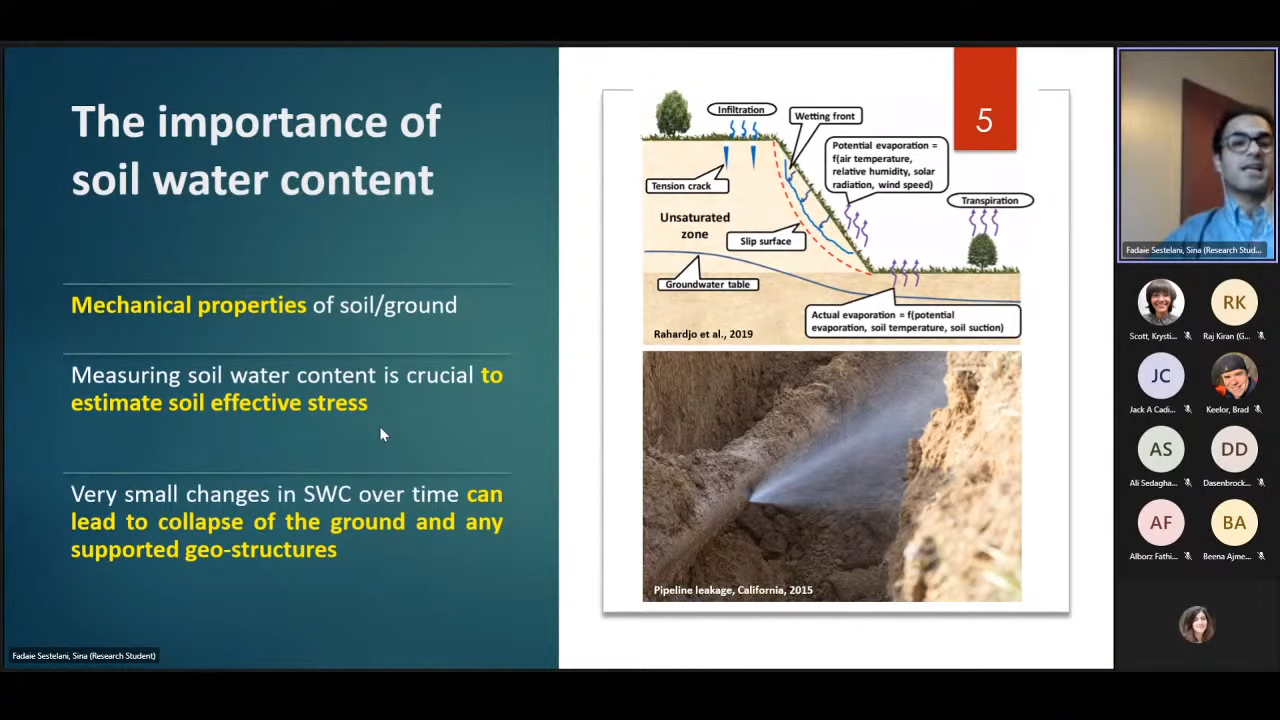 The importance of
soil water content
Mechanical properties of soil/ground
Measuring soil water content is crucial to
estimate soil effective stress
Very small changes in SWC over time can
lead to collapse of the ground and any
supported geo-structures
Fadaie Sestelani, Sina (Research Student)
5
Infiltration
Wetting front
Potential evaporation =
f(air temperature,
relative humidity, solar
radiation, wind speed)
Tension crack
Transpiration
Unsaturated
zone
Slip surface
Groundwater table
Actual evaporation = f(potential
evaporation, soil temperature, soil suction)
Rahardjo et al., 2019
Pipeline leakage, California, 2015
Fadaie Sestelani, Sina (Research Stud...
Scott, Krysti...
RK
Raj Kiran (G...
JC
Jack A Cadi...
Keelor, Brad
AS
Ali Sedagha...
DD
Dasenbrock...
AF
Alborz Fathi...
BA
Beena Ajme...